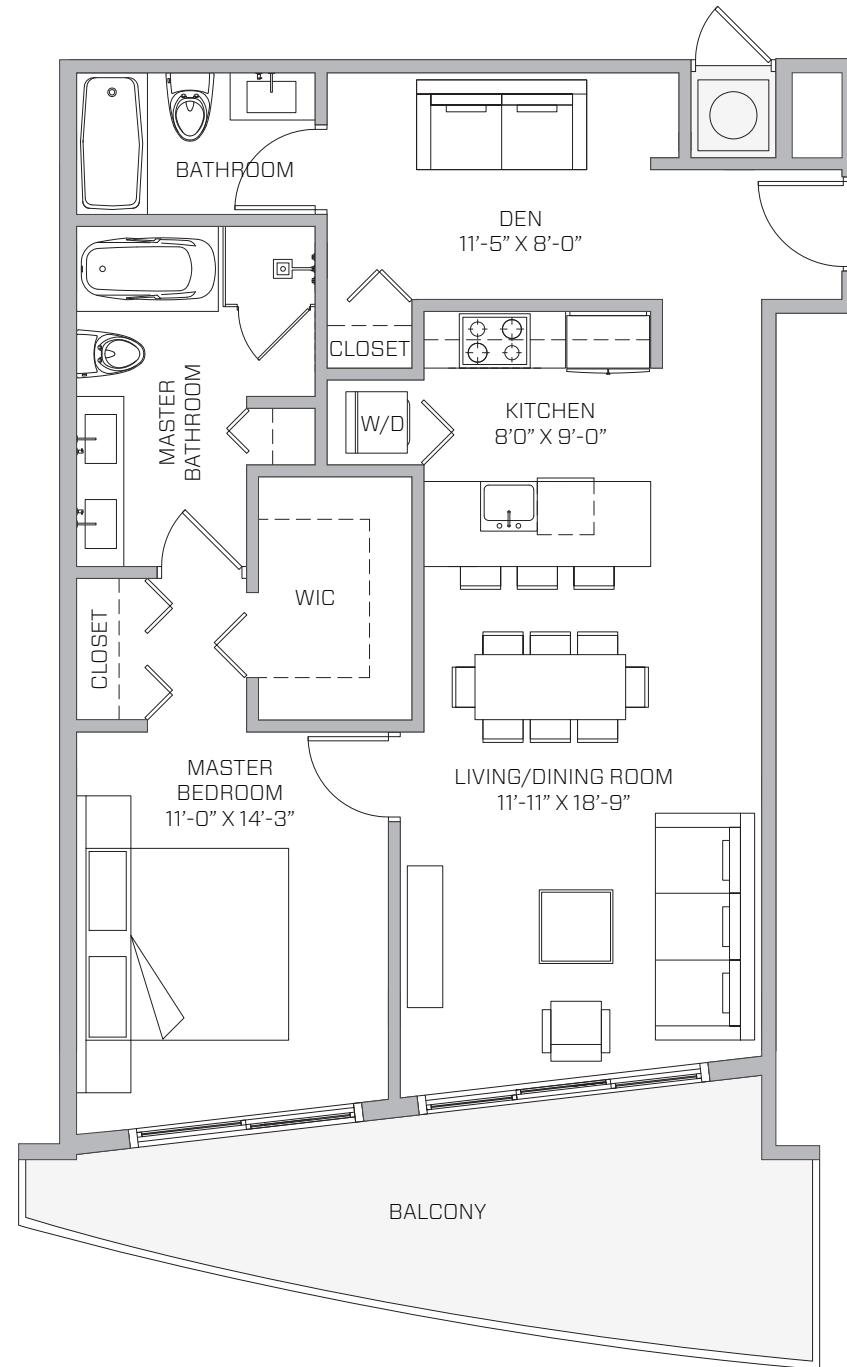 BATHROOM
DEN
11’-5” X 8’-0”
CLOSET
W/D
KITCHEN
8’0” X 9’-0”
MASTER
BATHROOM
WIC
CLOSET
MASTER
BEDROOM
11’-0” X 14’-3”
LIVING/DINING ROOM
11’-11” X 18’-9”
BALCONY